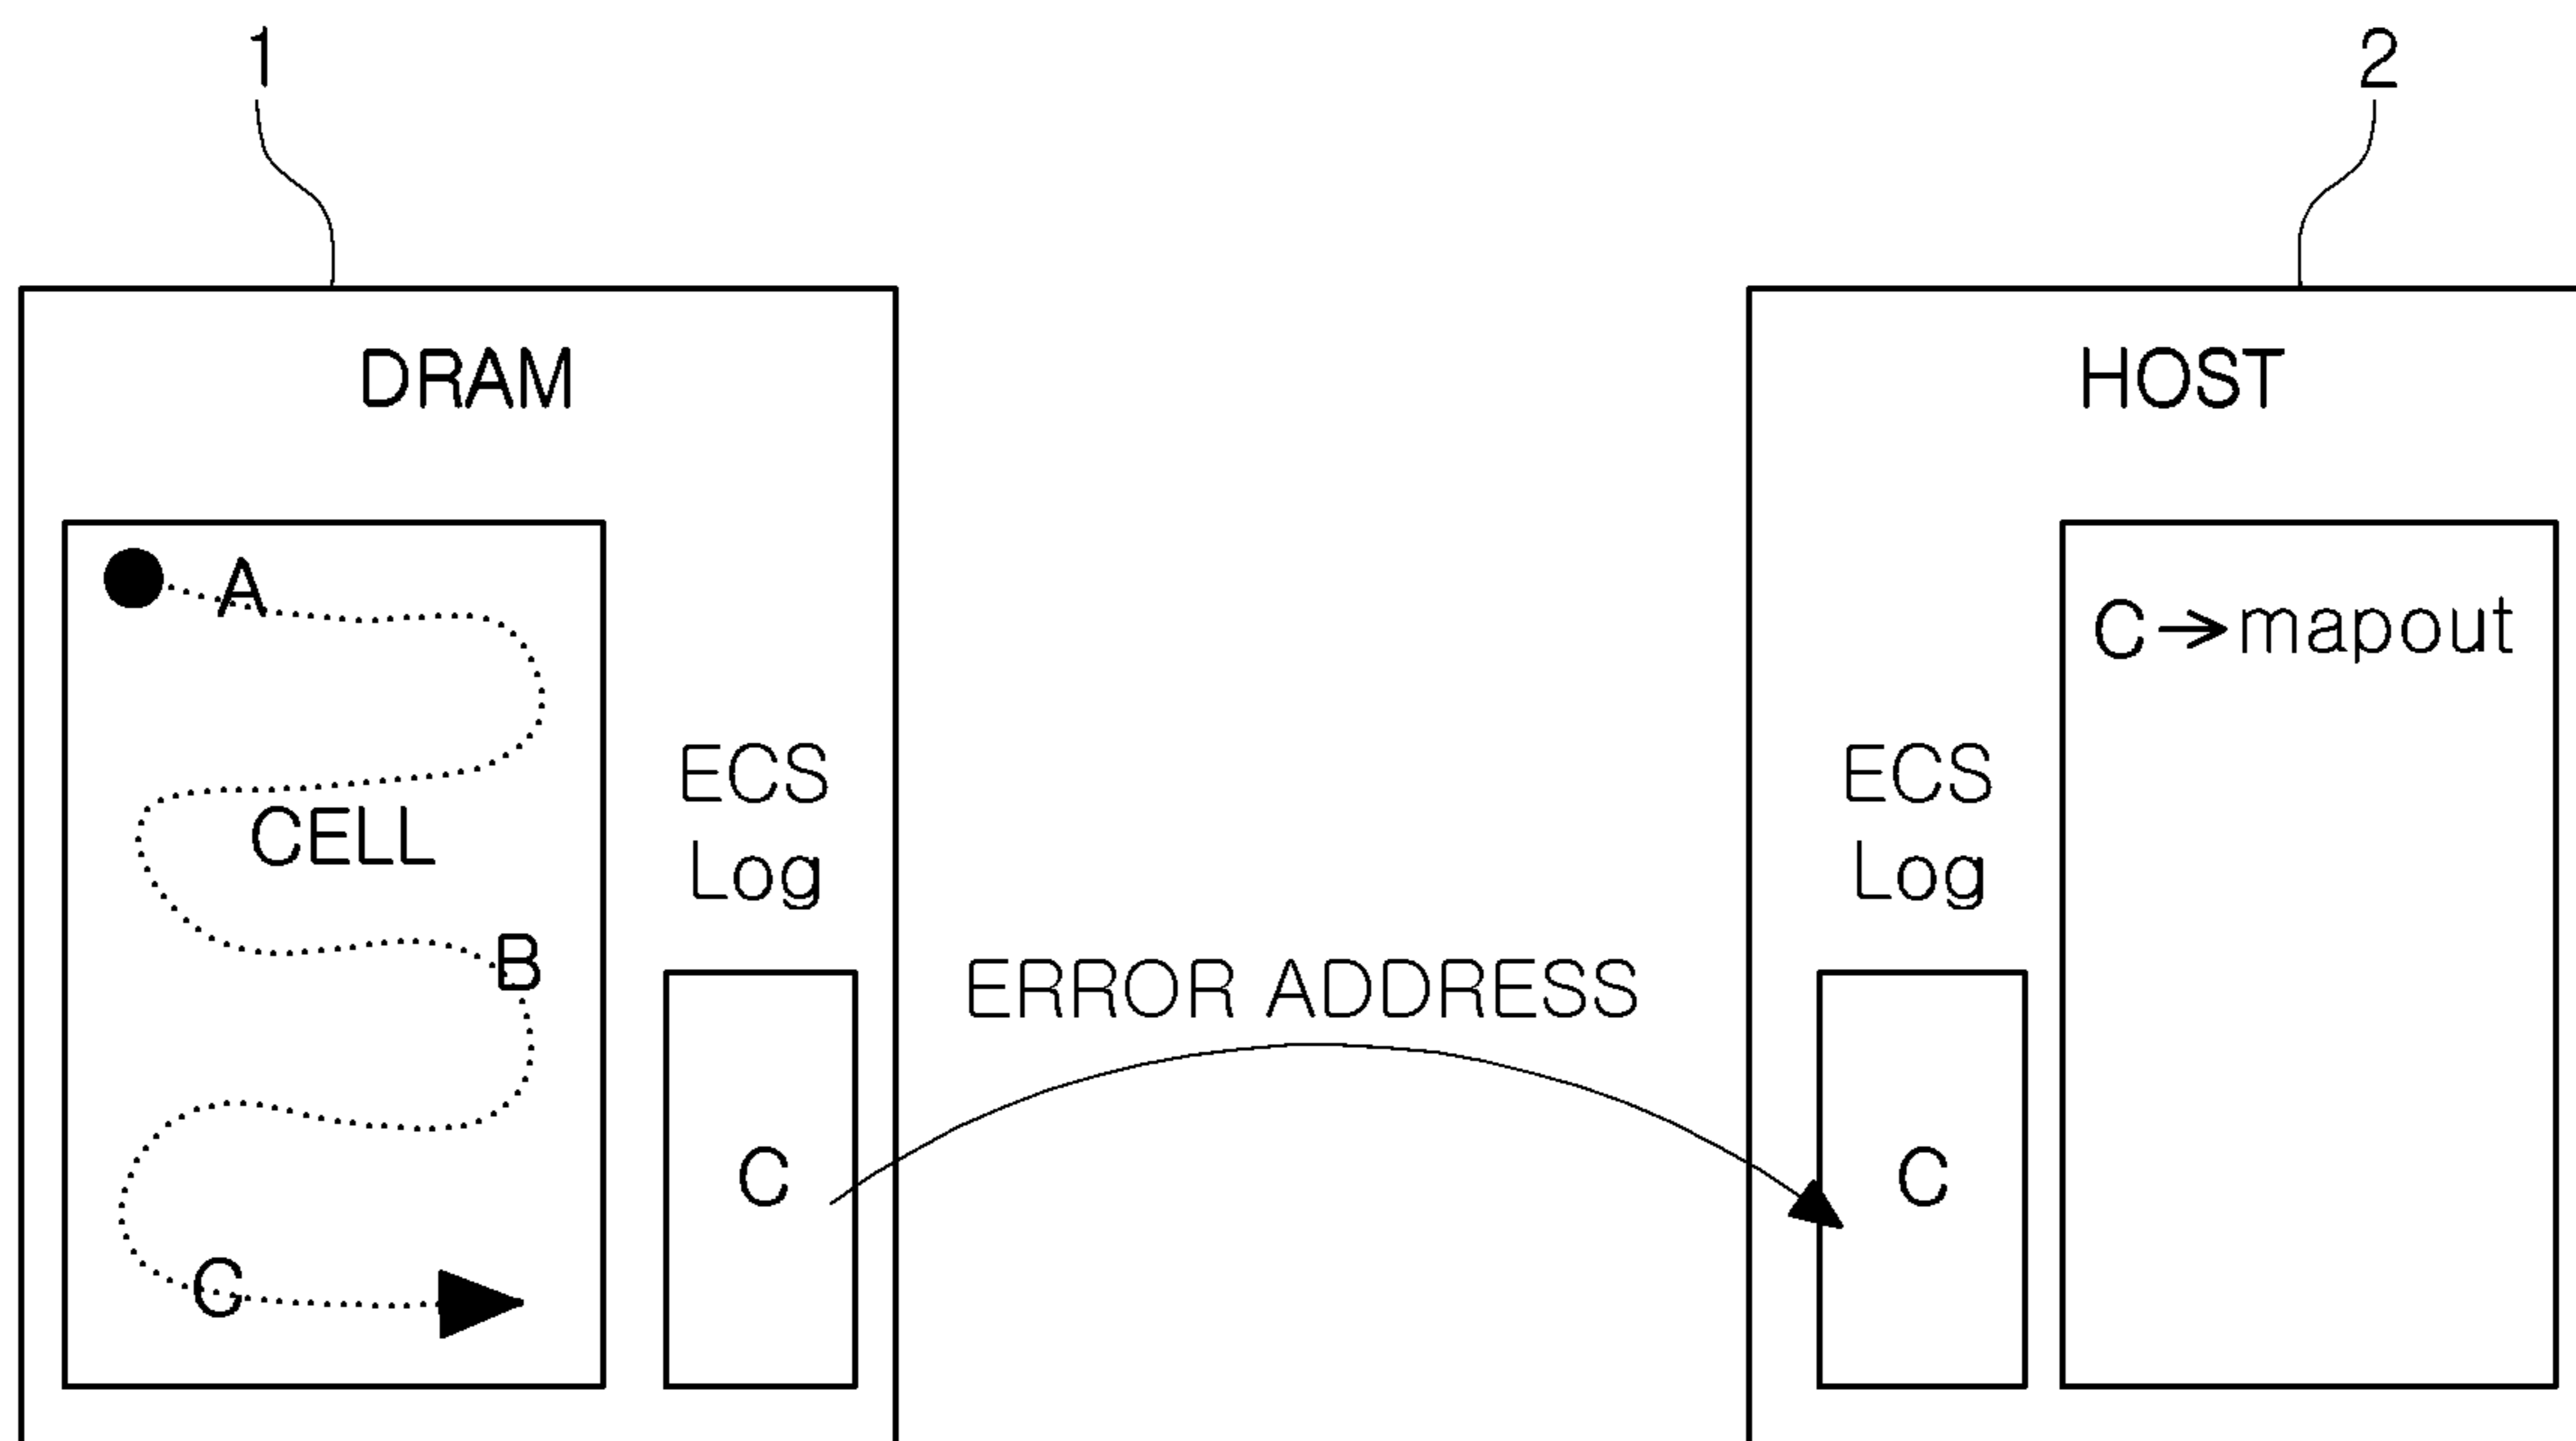 1
2
DRAM
HOST
A
CELL
B
C
ECS
Log
C
ERROR ADDRESS
ECS
Log
C
C→mapout